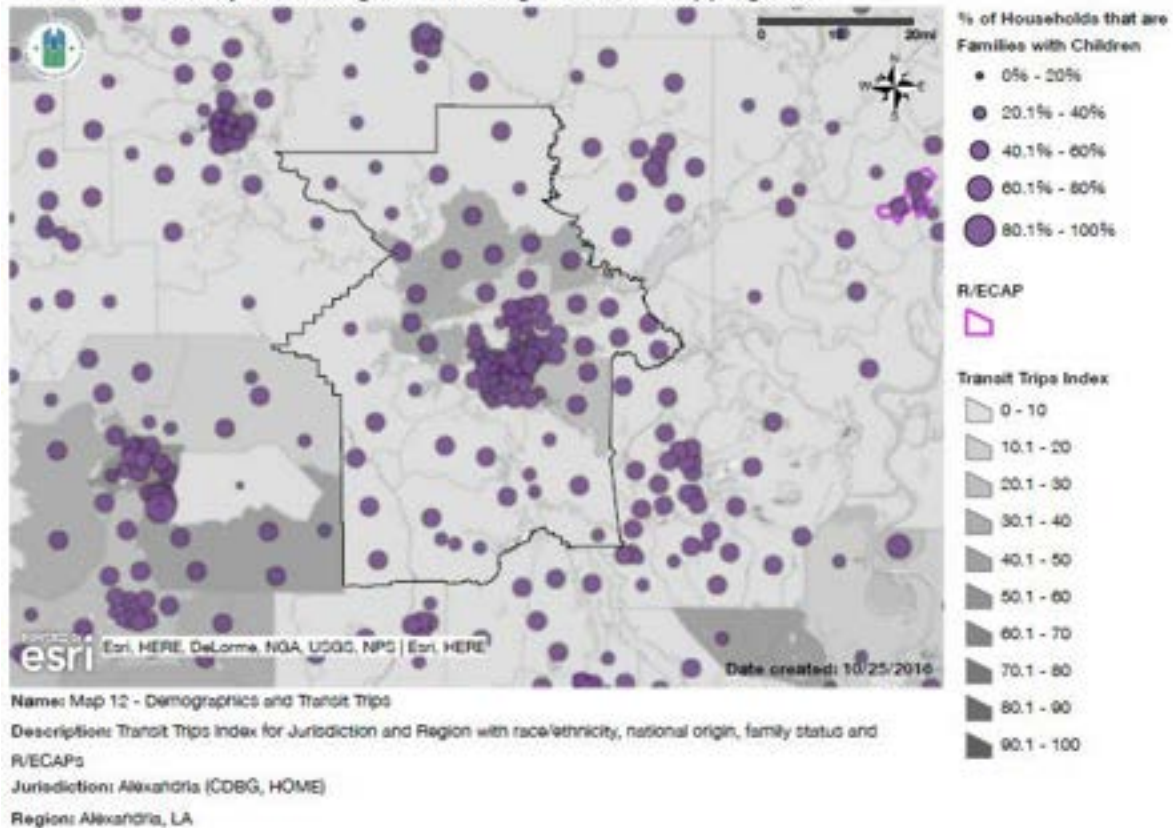 0 10 20mi
N
W E
S
% of Households that are
Families with Children
0% - 20%
20.1% - 40%
40.1% - 60%
60.1% - 80%
80.1% - 100%
R/ECAP
Transit Trips Index
0 - 10
10.1 - 20
20.1 - 30
30.1 - 40
40.1 - 50
50.1 - 60
60.1 - 70
70.1 - 80
80.1 - 90
90.1 - 100
POWERED BY
esri
Esri, HERE, DeLorme, NGA, USGS, NPS | Esri, HERE
Date created: 10/25/2016
Name: Map 12 - Demographics and Transit Trips
Description: Transit Trips Index for Jurisdiction and Region with race/ethnicity, national origin, family status and
R/ECAPs
Jurisdiction: Alexandria (CDBG, HOME)
Region: Alexandria, LA